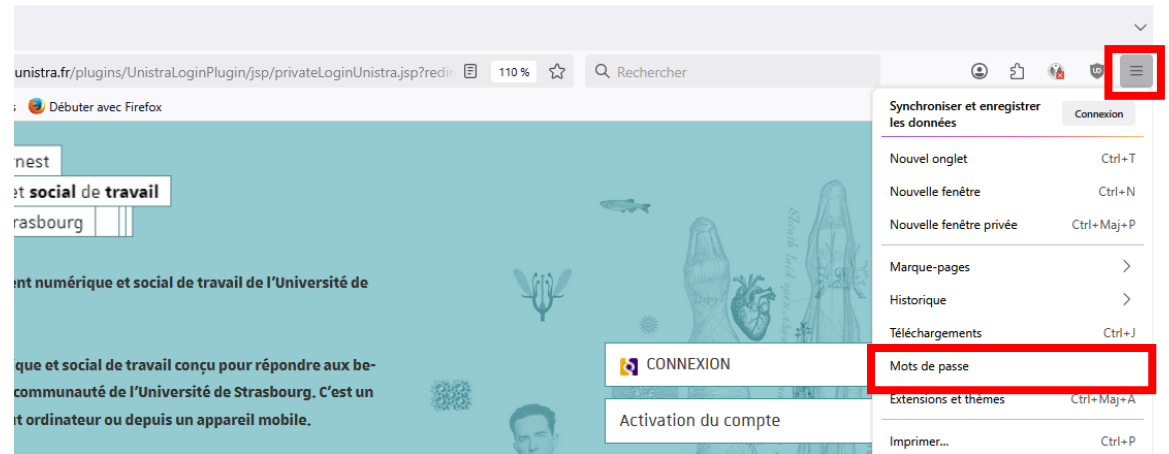 unistra.fr/plugins/UnistraLoginPlugin/jsp/privateLoginUnistra.jsp?redir
110 %
Rechercher
Débuter avec Firefox
Synchroniser et enregistrer
les données
Connexion
Nouvel onglet Ctrl+T
Nouvelle fenêtre Ctrl+N
Nouvelle fenêtre privée Ctrl+Maj+P
Marque-pages
Historique
Téléchargements Ctrl+J
Mots de passe
Extensions et thèmes Ctrl+Maj+A
Imprimer... Ctrl+P
rnest
et social de travail
rasbourg
ent numérique et social de travail de l'Université de
ique et social de travail conçu pour répondre aux be-
communauté de l'Université de Strasbourg. C'est un
t ordinateur ou depuis un appareil mobile.
CONNEXION
Activation du compte